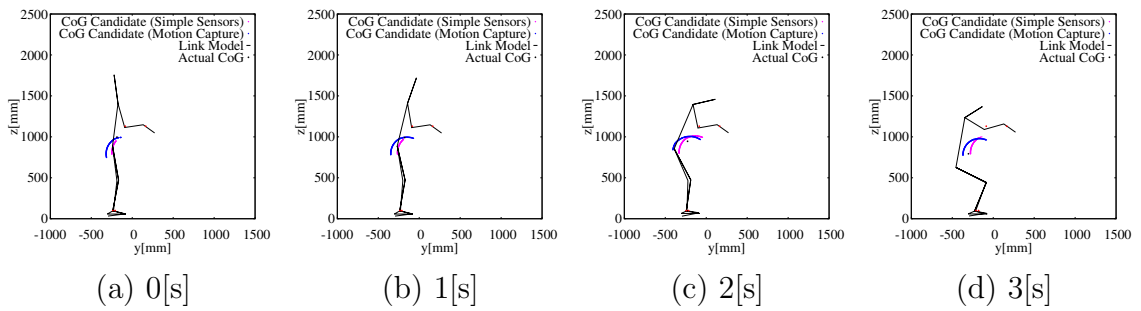 CoG Candidate (Simple Sensors)
CoG Candidate (Motion Capture)
Link Model
Actual CoG
2500
2000
1500
1000
500
0
z[mm]
-1000 -500 0 500 1000 1500
y[mm]
(a) 0[s]
CoG Candidate (Simple Sensors)
CoG Candidate (Motion Capture)
Link Model
Actual CoG
2500
2000
1500
1000
500
0
z[mm]
-1000 -500 0 500 1000 1500
y[mm]
(b) 1[s]
CoG Candidate (Simple Sensors)
CoG Candidate (Motion Capture)
Link Model
Actual CoG
2500
2000
1500
1000
500
0
z[mm]
-1000 -500 0 500 1000 1500
y[mm]
(c) 2[s]
CoG Candidate (Simple Sensors)
CoG Candidate (Motion Capture)
Link Model
Actual CoG
2500
2000
1500
1000
500
0
z[mm]
-1000 -500 0 500 1000 1500
y[mm]
(d) 3[s]